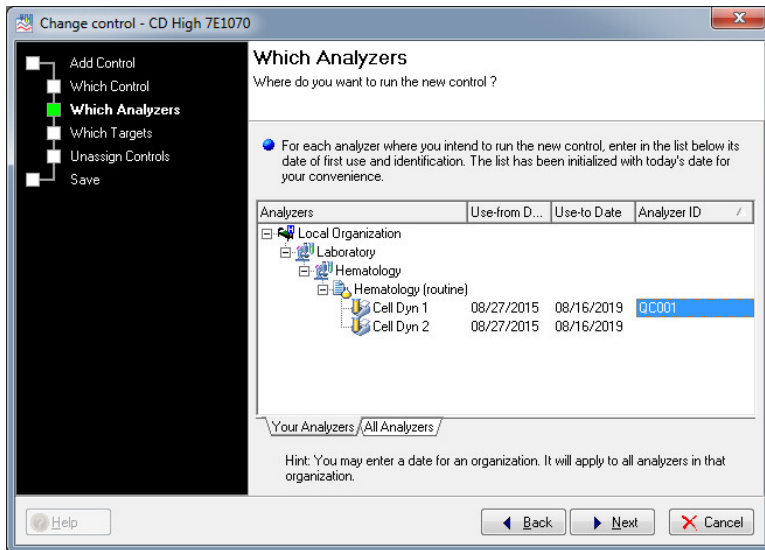 Change control - CD High 7E1070
Add Control
Which Control
Which Analyzers
Which Targets
Unassign Controls
Save
Which Analyzers
Where do you want to run the new control ?
For each analyzer where you intend to run the new control, enter in the list below its
date of first use and identification. The list has been initialized with today's date for
your convenience.
Analyzers Use-from D... Use-to Date Analyzer ID
Local Organization
Laboratory
Hematology
Hematology (routine)
Cell Dyn 1 08/27/2015 08/16/2019 QC001
Cell Dyn 2 08/27/2015 08/16/2019
Your Analyzers All Analyzers
Hint: You may enter a date for an organization. It will apply to all analyzers in that
organization.
Help Back Next Cancel